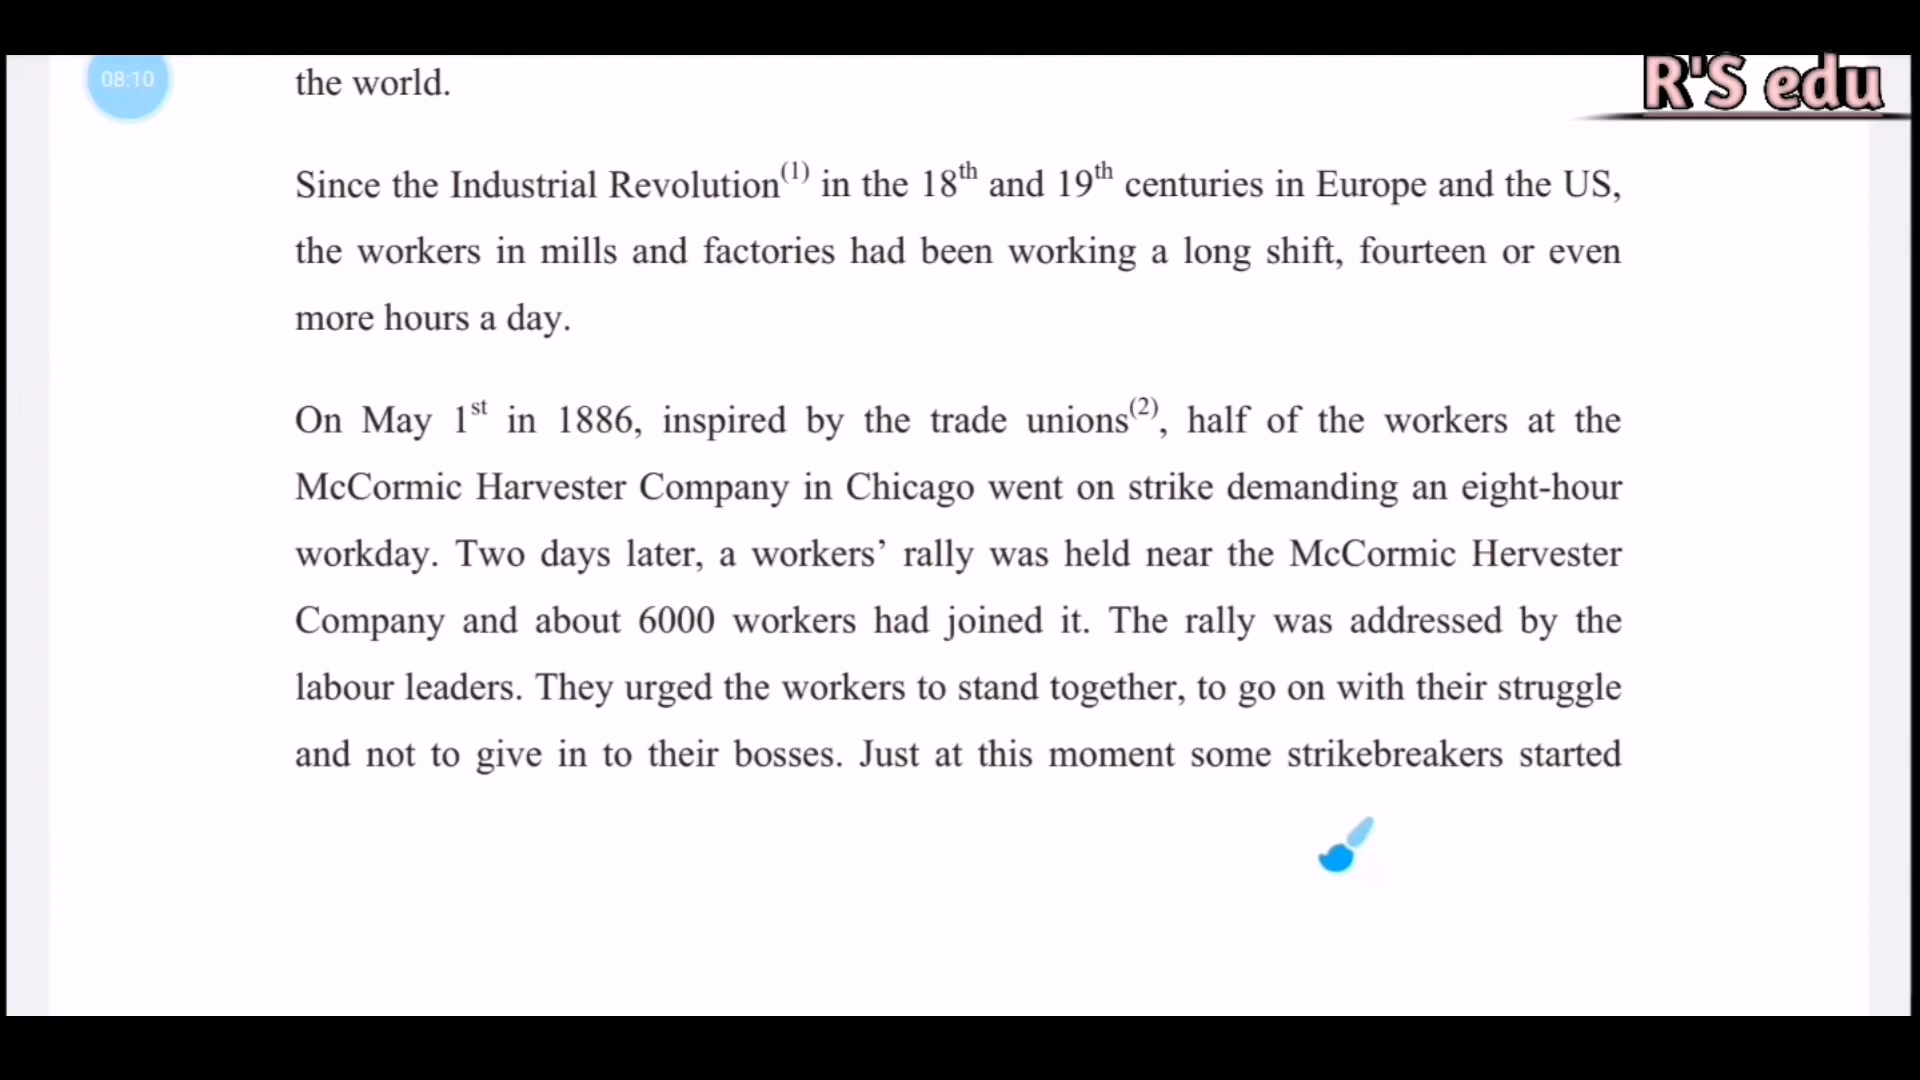 08:10
R'S edu
the world.
Since the Industrial Revolution(1) in the 18th and 19th centuries in Europe and the US,
the workers in mills and factories had been working a long shift, fourteen or even
more hours a day.
On May 1st in 1886, inspired by the trade unions(2), half of the workers at the
McCormic Harvester Company in Chicago went on strike demanding an eight-hour
workday. Two days later, a workers’ rally was held near the McCormic Hervester
Company and about 6000 workers had joined it. The rally was addressed by the
labour leaders. They urged the workers to stand together, to go on with their struggle
and not to give in to their bosses. Just at this moment some strikebreakers started